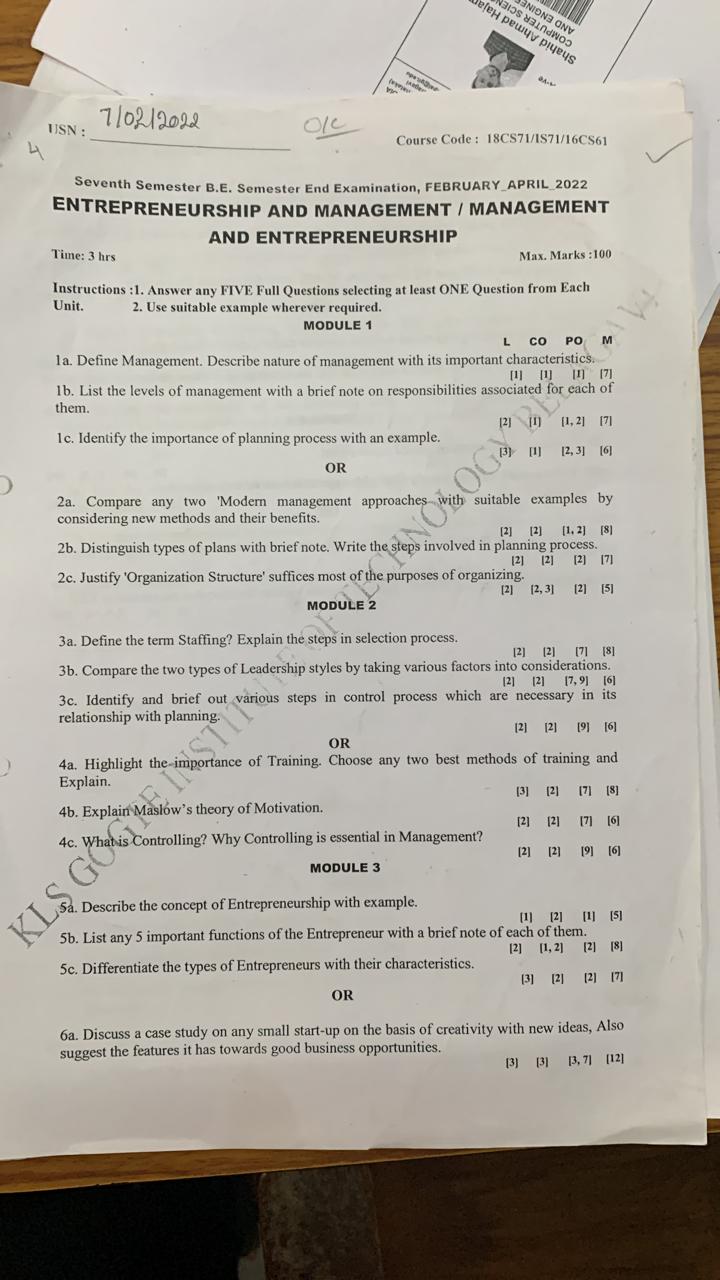 AND ENGINE
COMPUTER SCIEN
Shahid Ahmad Hajam
7/02/2022
O/C
USN :
4
Course Code : 18CS71/IS71/16CS61
Seventh Semester B.E. Semester End Examination, FEBRUARY_APRIL_2022
ENTREPRENEURSHIP AND MANAGEMENT / MANAGEMENT
AND ENTREPRENEURSHIP
Time: 3 hrs Max. Marks :100
Instructions :1. Answer any FIVE Full Questions selecting at least ONE Question from Each
Unit. 2. Use suitable example wherever required.
MODULE 1
L CO PO M
1a. Define Management. Describe nature of management with its important characteristics.
[1] [1] [1] [7]
1b. List the levels of management with a brief note on responsibilities associated for each of
them.
[2] [1] [1, 2] [7]
1c. Identify the importance of planning process with an example.
[3] [1] [2, 3] [6]
OR
2a. Compare any two 'Modern management approaches with suitable examples by
considering new methods and their benefits.
[2] [2] [1, 2] [8]
2b. Distinguish types of plans with brief note. Write the steps involved in planning process.
[2] [2] [2] [7]
2c. Justify 'Organization Structure' suffices most of the purposes of organizing.
[2] [2, 3] [2] [5]
MODULE 2
3a. Define the term Staffing? Explain the steps in selection process.
[2] [2] [7] [8]
3b. Compare the two types of Leadership styles by taking various factors into considerations.
[2] [2] [7, 9] [6]
3c. Identify and brief out various steps in control process which are necessary in its
relationship with planning.
[2] [2] [9] [6]
OR
4a. Highlight the importance of Training. Choose any two best methods of training and
Explain.
[3] [2] [7] [8]
4b. Explain Maslow's theory of Motivation.
[2] [2] [7] [6]
4c. What is Controlling? Why Controlling is essential in Management?
[2] [2] [9] [6]
MODULE 3
5a. Describe the concept of Entrepreneurship with example.
[1] [2] [1] [5]
5b. List any 5 important functions of the Entrepreneur with a brief note of each of them.
[2] [1, 2] [2] [8]
5c. Differentiate the types of Entrepreneurs with their characteristics.
[3] [2] [2] [7]
OR
6a. Discuss a case study on any small start-up on the basis of creativity with new ideas, Also
suggest the features it has towards good business opportunities.
[3] [3] [3, 7] [12]
KLS GOGTE INSTITUTE OF TECHNOLOGY BELAGAVI